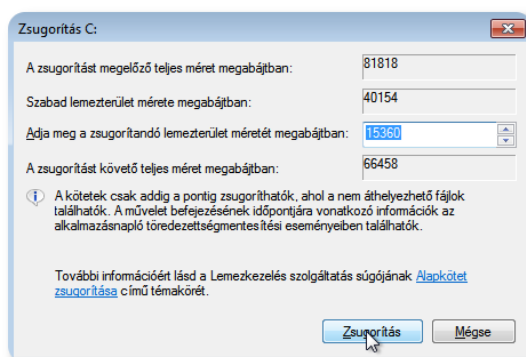 Zsugorítás C:
A zsugorítást megelőző teljes méret megabájtban: 81818
Szabad lemezterület mérete megabájtban: 40154
Adja meg a zsugorítandó lemezterület méretét megabájtban: 15360
A zsugorítást követő teljes méret megabájtban: 66458
A kötetek csak addig a pontig zsugoríthatók, ahol a nem áthelyezhető fájlok
találhatók. A művelet befejezésének időpontjára vonatkozó információk az
alkalmazásnapló töredezettségmentesítési eseményeiben találhatók.
További információért lásd a Lemezkezelés szolgáltatás súgójának Alapkötet
zsugorítása című témakörét.
Zsugorítás Mégse